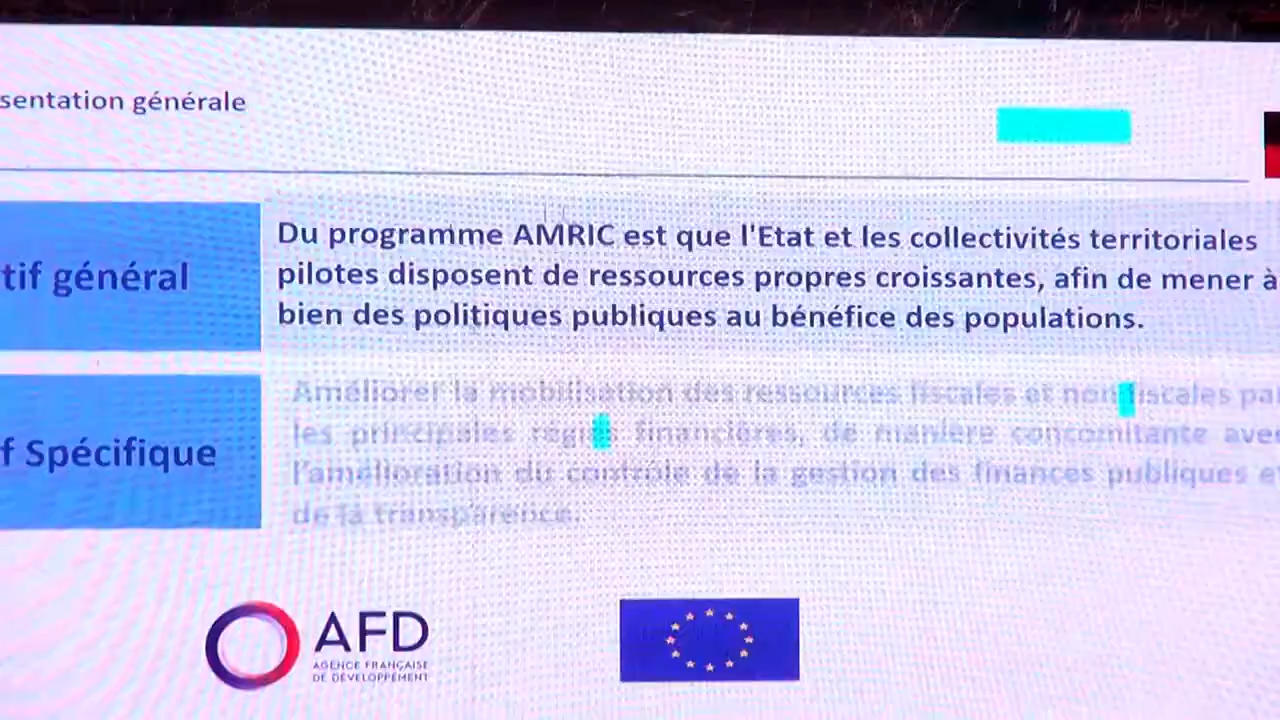 sentation générale
Du programme AMRIC est que l'Etat et les collectivités territoriales
pilotes disposent de ressources propres croissantes, afin de mener à
bien des politiques publiques au bénéfice des populations.
tif général
Améliorer la mobilisation des ressources fiscales et non fiscales pa
les principales régies financières, de manière concomitante ave
l'amélioration du contrôle de la gestion des finances publiques e
de la transparence.
f Spécifique
AFD
AGENCE FRANÇAISE
DE DÉVELOPPEMENT